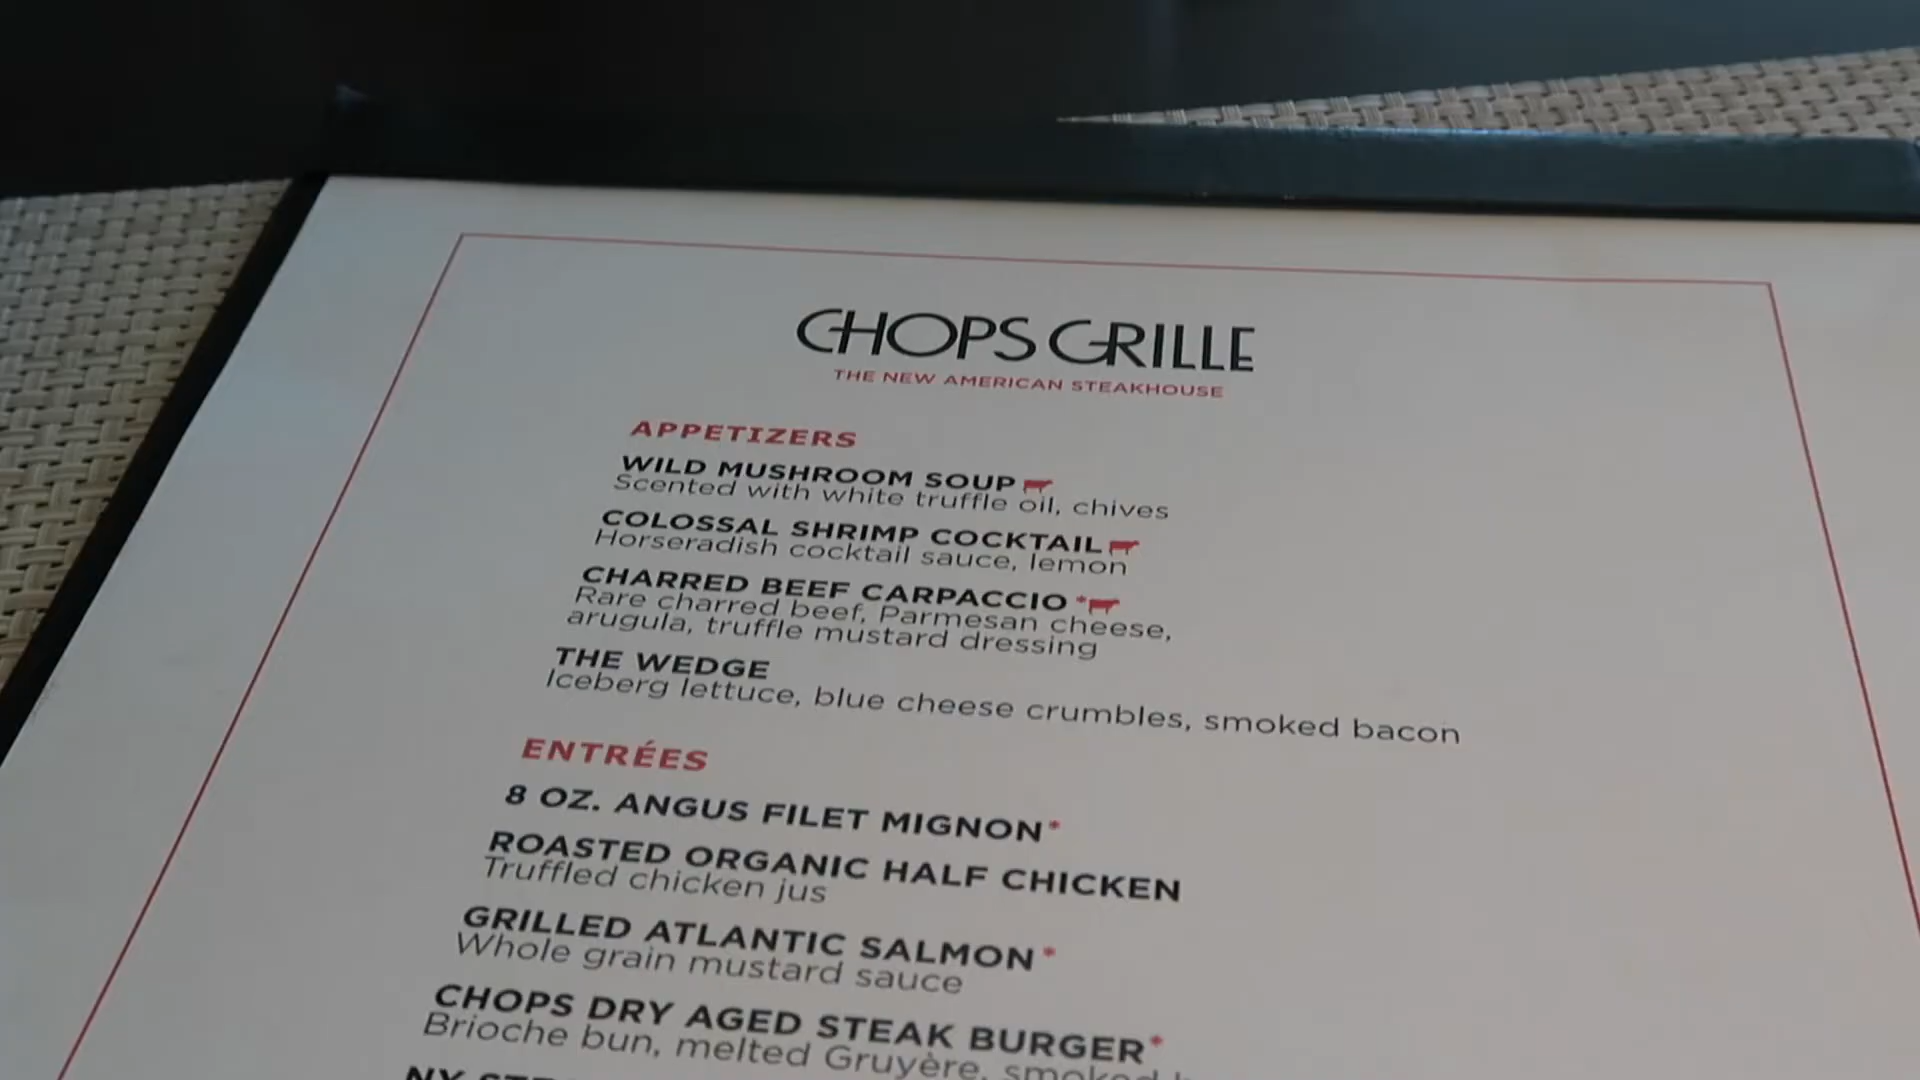 CHOPS GRILLE
THE NEW AMERICAN STEAKHOUSE
APPETIZERS
WILD MUSHROOM SOUP
Scented with white truffle oil, chives
COLOSSAL SHRIMP COCKTAIL
Horseradish cocktail sauce, lemon
CHARRED BEEF CARPACCIO *
Rare charred beef, Parmesan cheese,
arugula, truffle mustard dressing
THE WEDGE
Iceberg lettuce, blue cheese crumbles, smoked bacon
ENTRÉES
8 OZ. ANGUS FILET MIGNON*
ROASTED ORGANIC HALF CHICKEN
Truffled chicken jus
GRILLED ATLANTIC SALMON*
Whole grain mustard sauce
CHOPS DRY AGED STEAK BURGER*
Brioche bun, melted Gruyère, smoked
NY